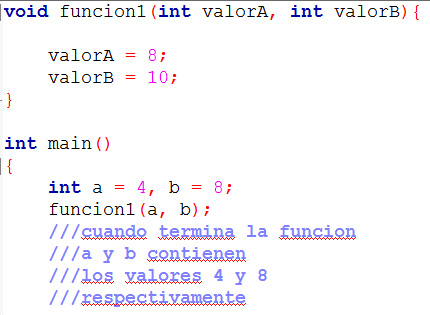 void funcion1(int valorA, int valorB){
valorA = 8;
valorB = 10;
}
int main()
{
int a = 4, b = 8;
funcion1(a, b);
///cuando termina la funcion
///a y b contienen
///los valores 4 y 8
///respectivamente